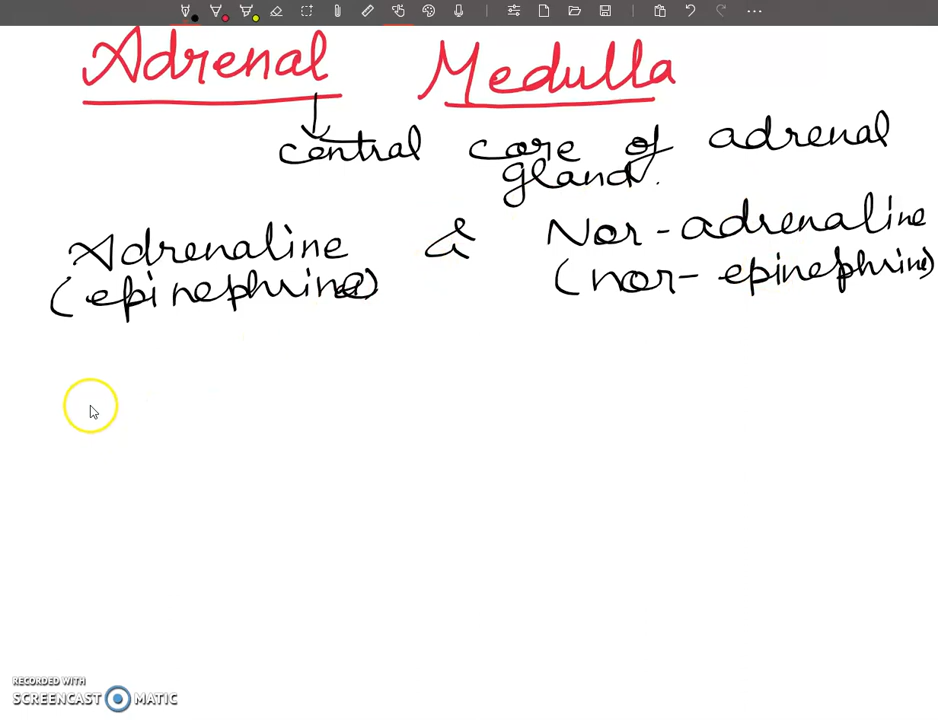 Adrenal Medulla
central core of adrenal
gland.
Adrenaline & Nor-adrenaline
(epinephrine) (nor-epinephrine)
RECORDED WITH
SCREENCAST MATIC